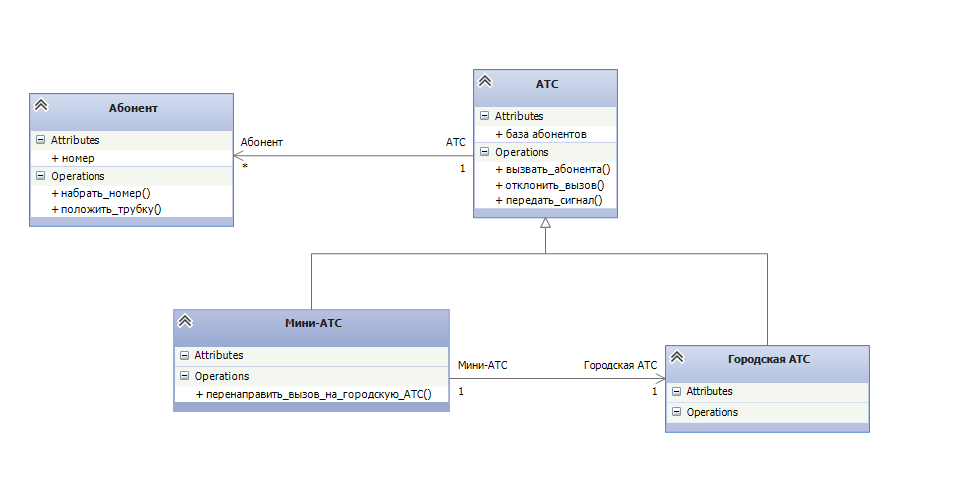 Абонент
Attributes
+ номер
Operations
+ набрать_номер()
+ положить_трубку()
Абонент
*
АТС
1
АТС
Attributes
+ база абонентов
Operations
+ вызвать_абонента()
+ отклонить_вызов()
+ передать_сигнал()
Мини-АТС
Attributes
Operations
+ перенаправить_вызов_на_городскую_АТС()
Мини-АТС
1
Городская АТС
1
Городская АТС
Attributes
Operations